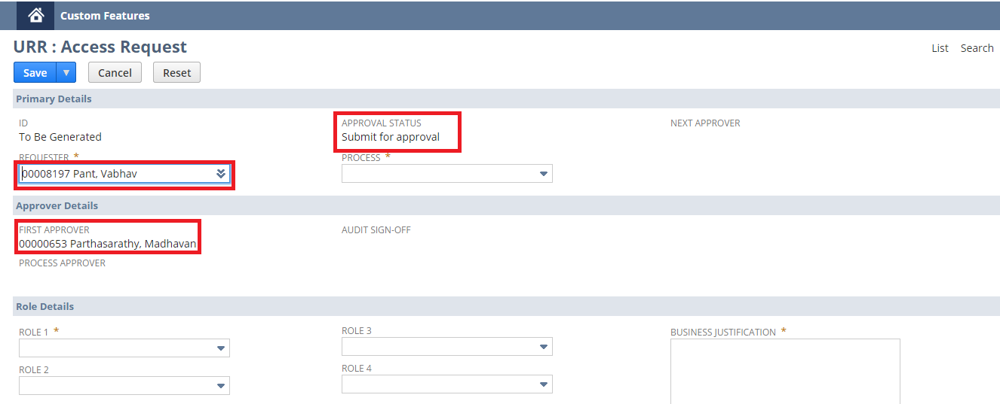 Custom Features
URR : Access Request
List Search
Save Cancel Reset
Primary Details
ID
To Be Generated
APPROVAL STATUS
Submit for approval
NEXT APPROVER
REQUESTER *
00008197 Pant, Vabhav
PROCESS *
Approver Details
FIRST APPROVER
00000653 Parthasarathy, Madhavan
AUDIT SIGN-OFF
PROCESS APPROVER
Role Details
ROLE 1 *
ROLE 3
BUSINESS JUSTIFICATION *
ROLE 2
ROLE 4